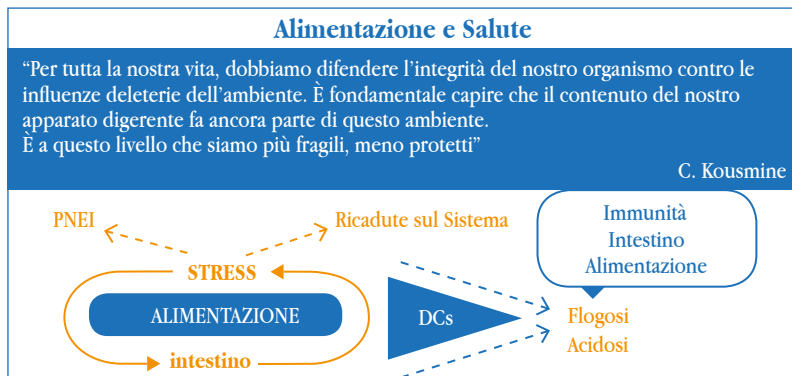 Alimentazione e Salute
“Per tutta la nostra vita, dobbiamo difendere l’integrità del nostro organismo contro le
influenze deleterie dell’ambiente. È fondamentale capire che il contenuto del nostro
apparato digerente fa ancora parte di questo ambiente.
È a questo livello che siamo più fragili, meno protetti”
C. Kousmine
PNEI
Ricadute sul Sistema
STRESS
ALIMENTAZIONE
intestino
DCs
Immunità
Intestino
Alimentazione
Flogosi
Acidosi